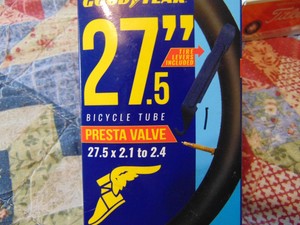 GOODYEAR
27.5"
TIRE
LEVERS
INCLUDED
BICYCLE TUBE
PRESTA VALVE
27.5 x 2.1 to 2.4